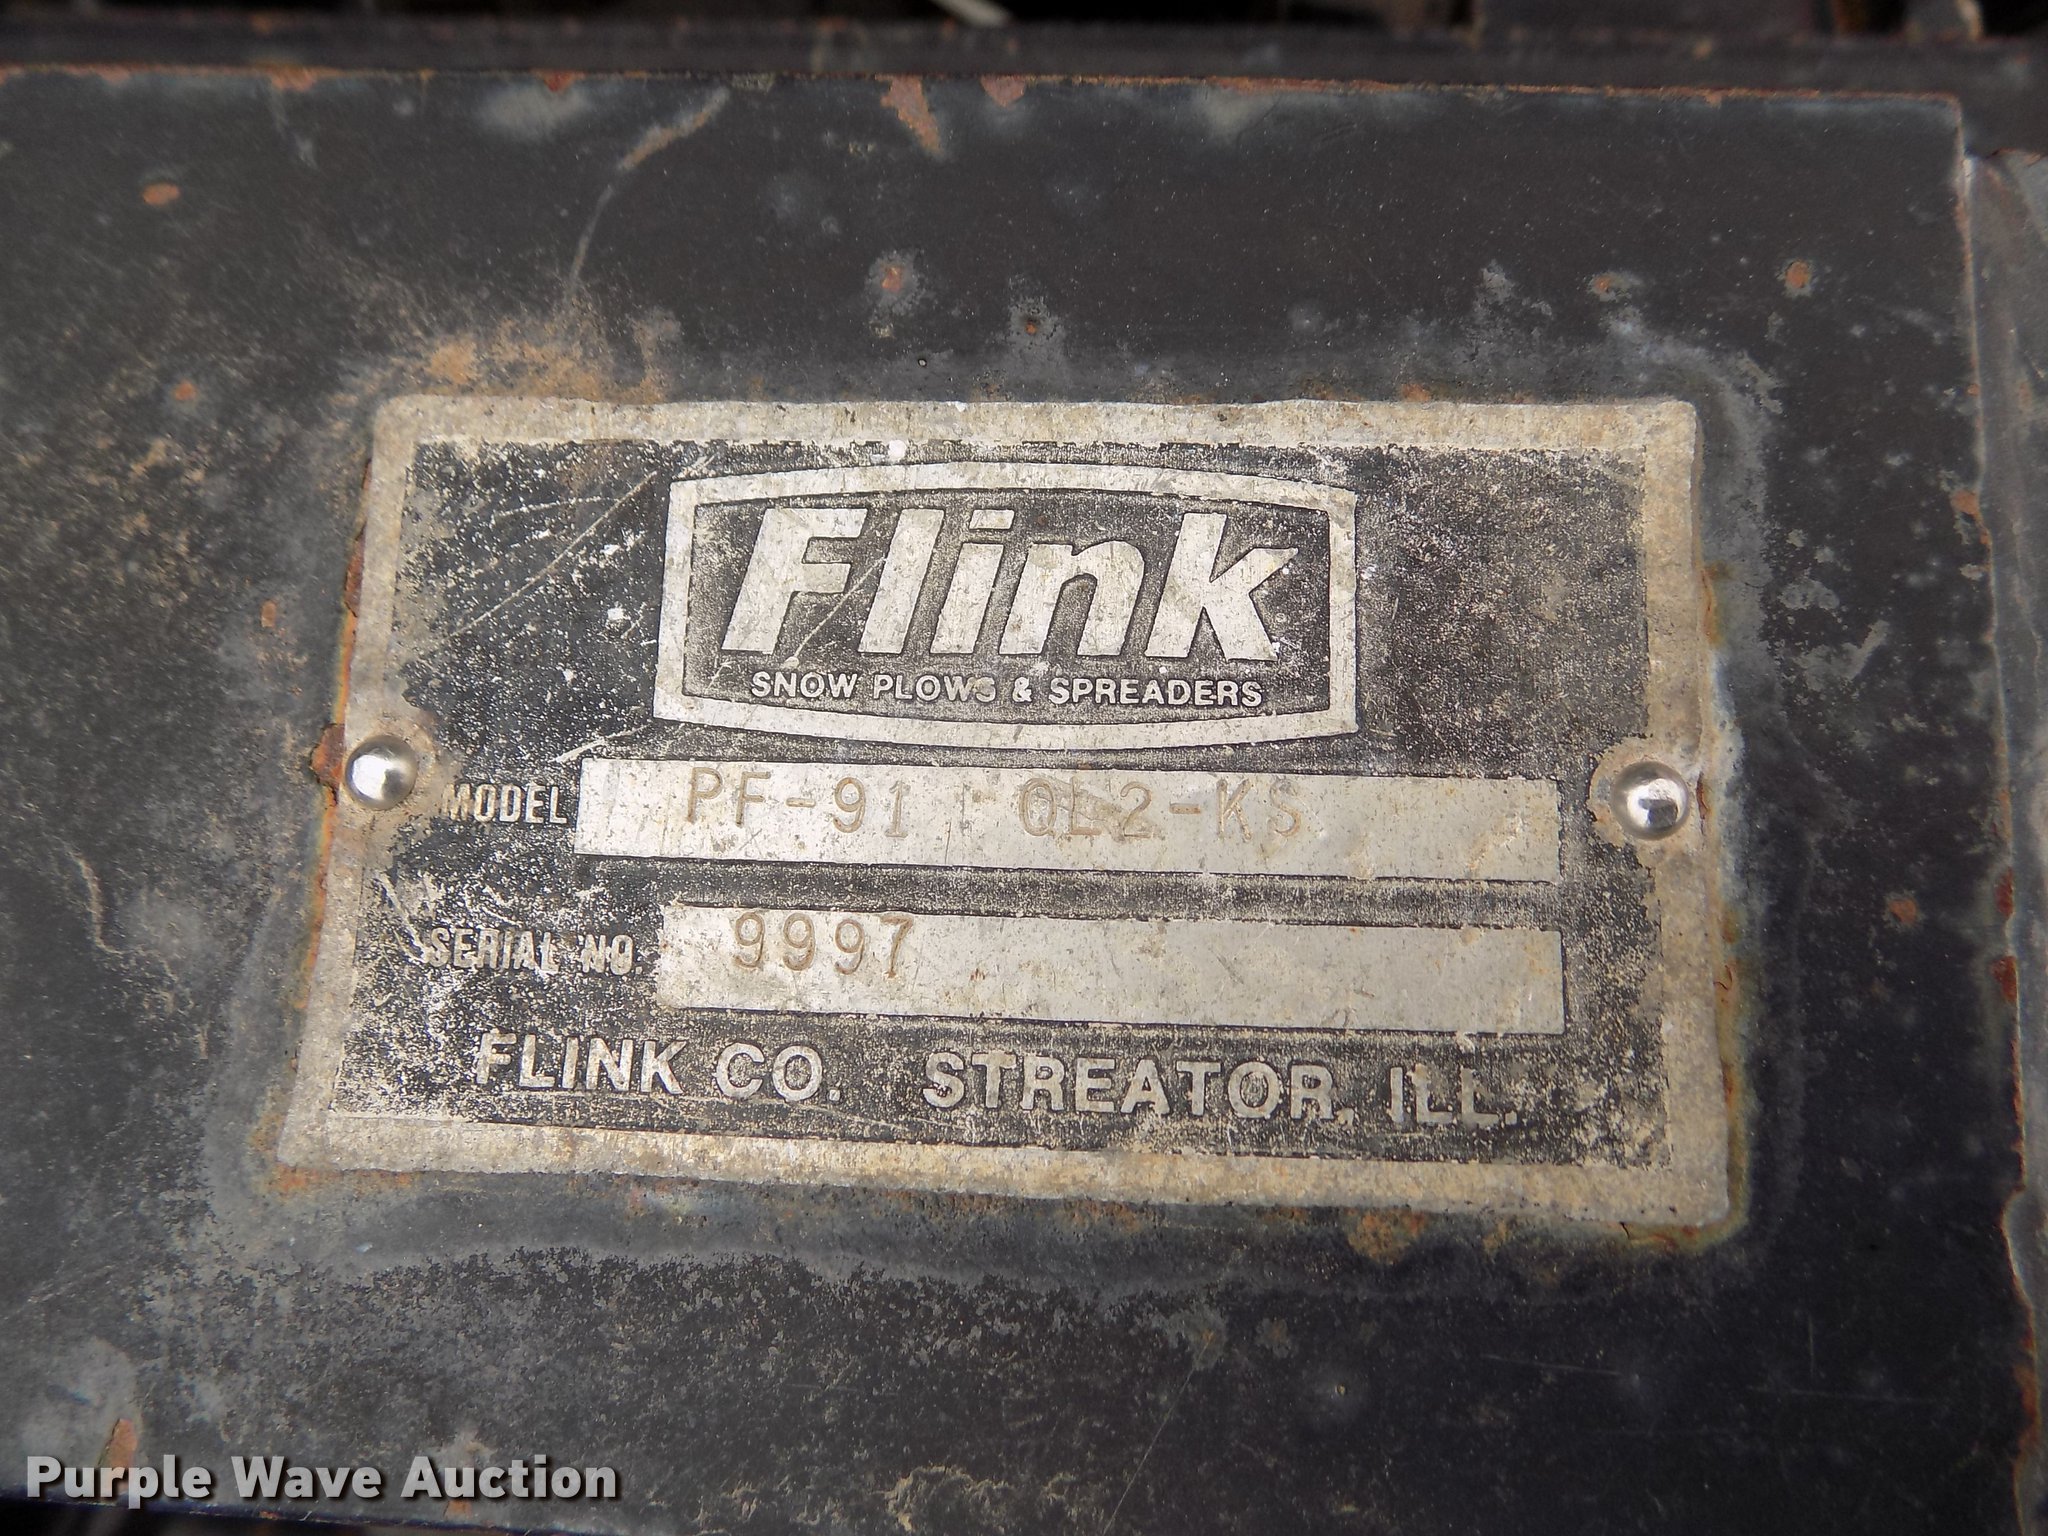 Flink
SNOW PLOWS & SPREADERS
MODEL PF-91 QL2-KS
SERIAL NO. 9997
FLINK CO. STREATOR, ILL.
Purple Wave Auction